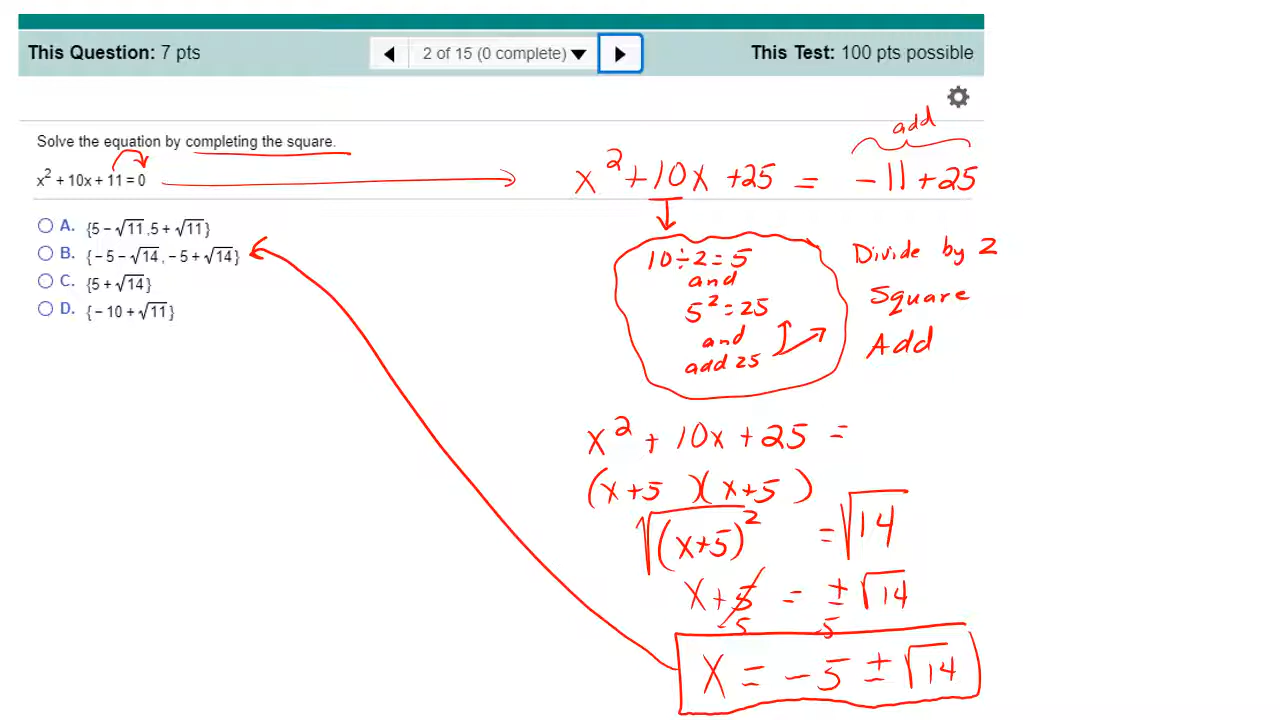 This Question: 7 pts
2 of 15 (0 complete)
This Test: 100 pts possible
Solve the equation by completing the square.
x² + 10x + 11 = 0
A. {5 − √11, 5 + √11}
B. {− 5 − √14, − 5 + √14}
C. {5 + √14}
D. {− 10 + √11}
add
x² + 10x + 25 = − 11 + 25
10 ÷ 2 = 5
and
5² = 25
and
add 25
Divide by 2
Square
Add
x² + 10x + 25 =
(x+5 )(x+5 )
√(x+5)² = √14
x + 5 = ± √14
-5 5
x = − 5 ± √14